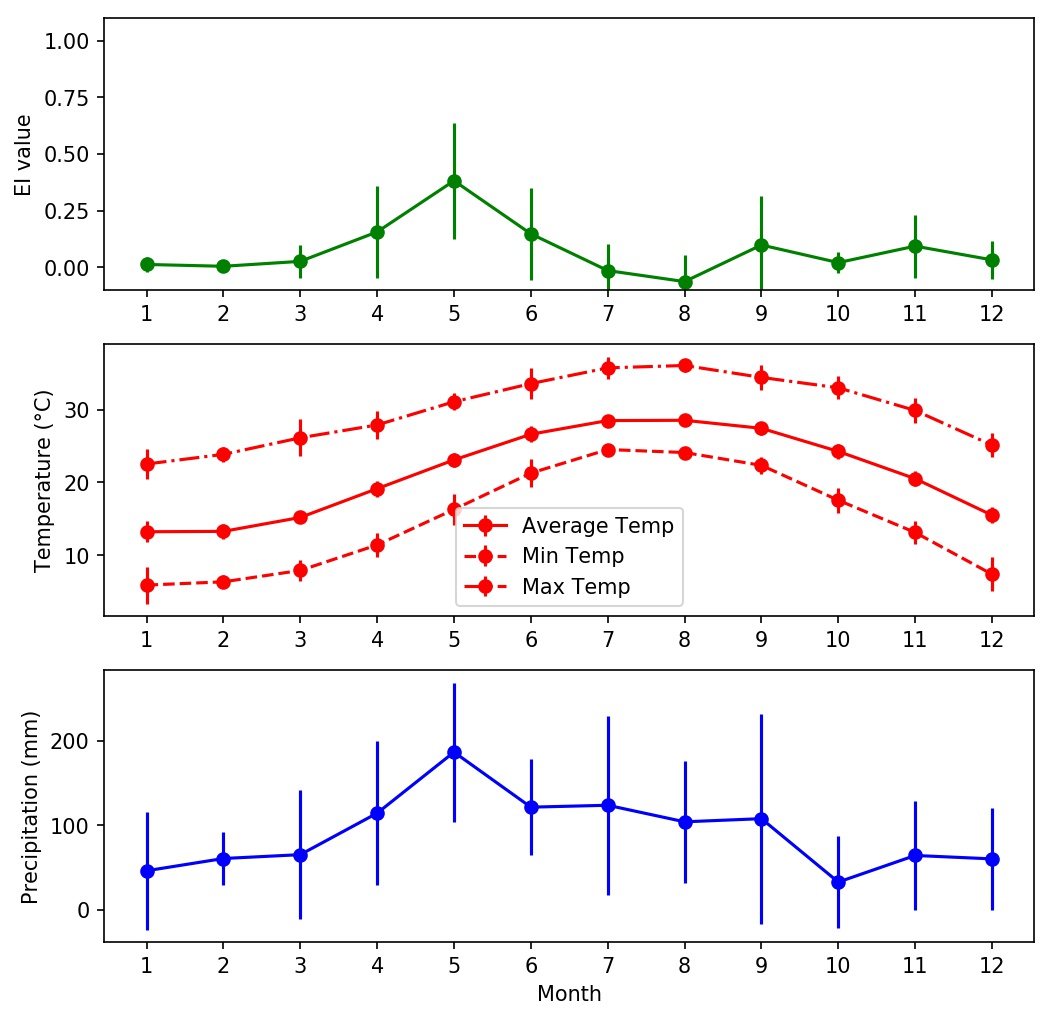 EI value
1.00
0.75
0.50
0.25
0.00
1 2 3 4 5 6 7 8 9 10 11 12
Temperature (°C)
30
20
10
Average Temp
Min Temp
Max Temp
1 2 3 4 5 6 7 8 9 10 11 12
Precipitation (mm)
200
100
0
1 2 3 4 5 6 7 8 9 10 11 12
Month